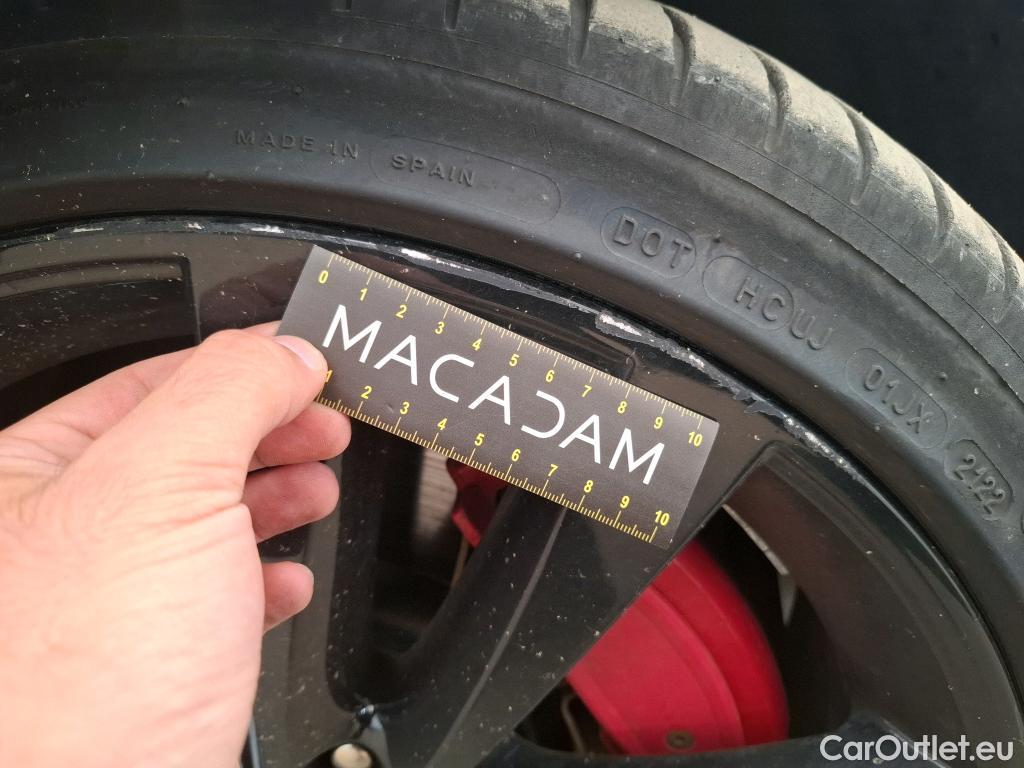 MADE IN SPAIN
DOT HCUJ 01JX 2122
0 1 2 3 4 5 6 7 8 9 10
MACADAM
1 2 3 4 5 6 7 8 9 10
CarOutlet.eu